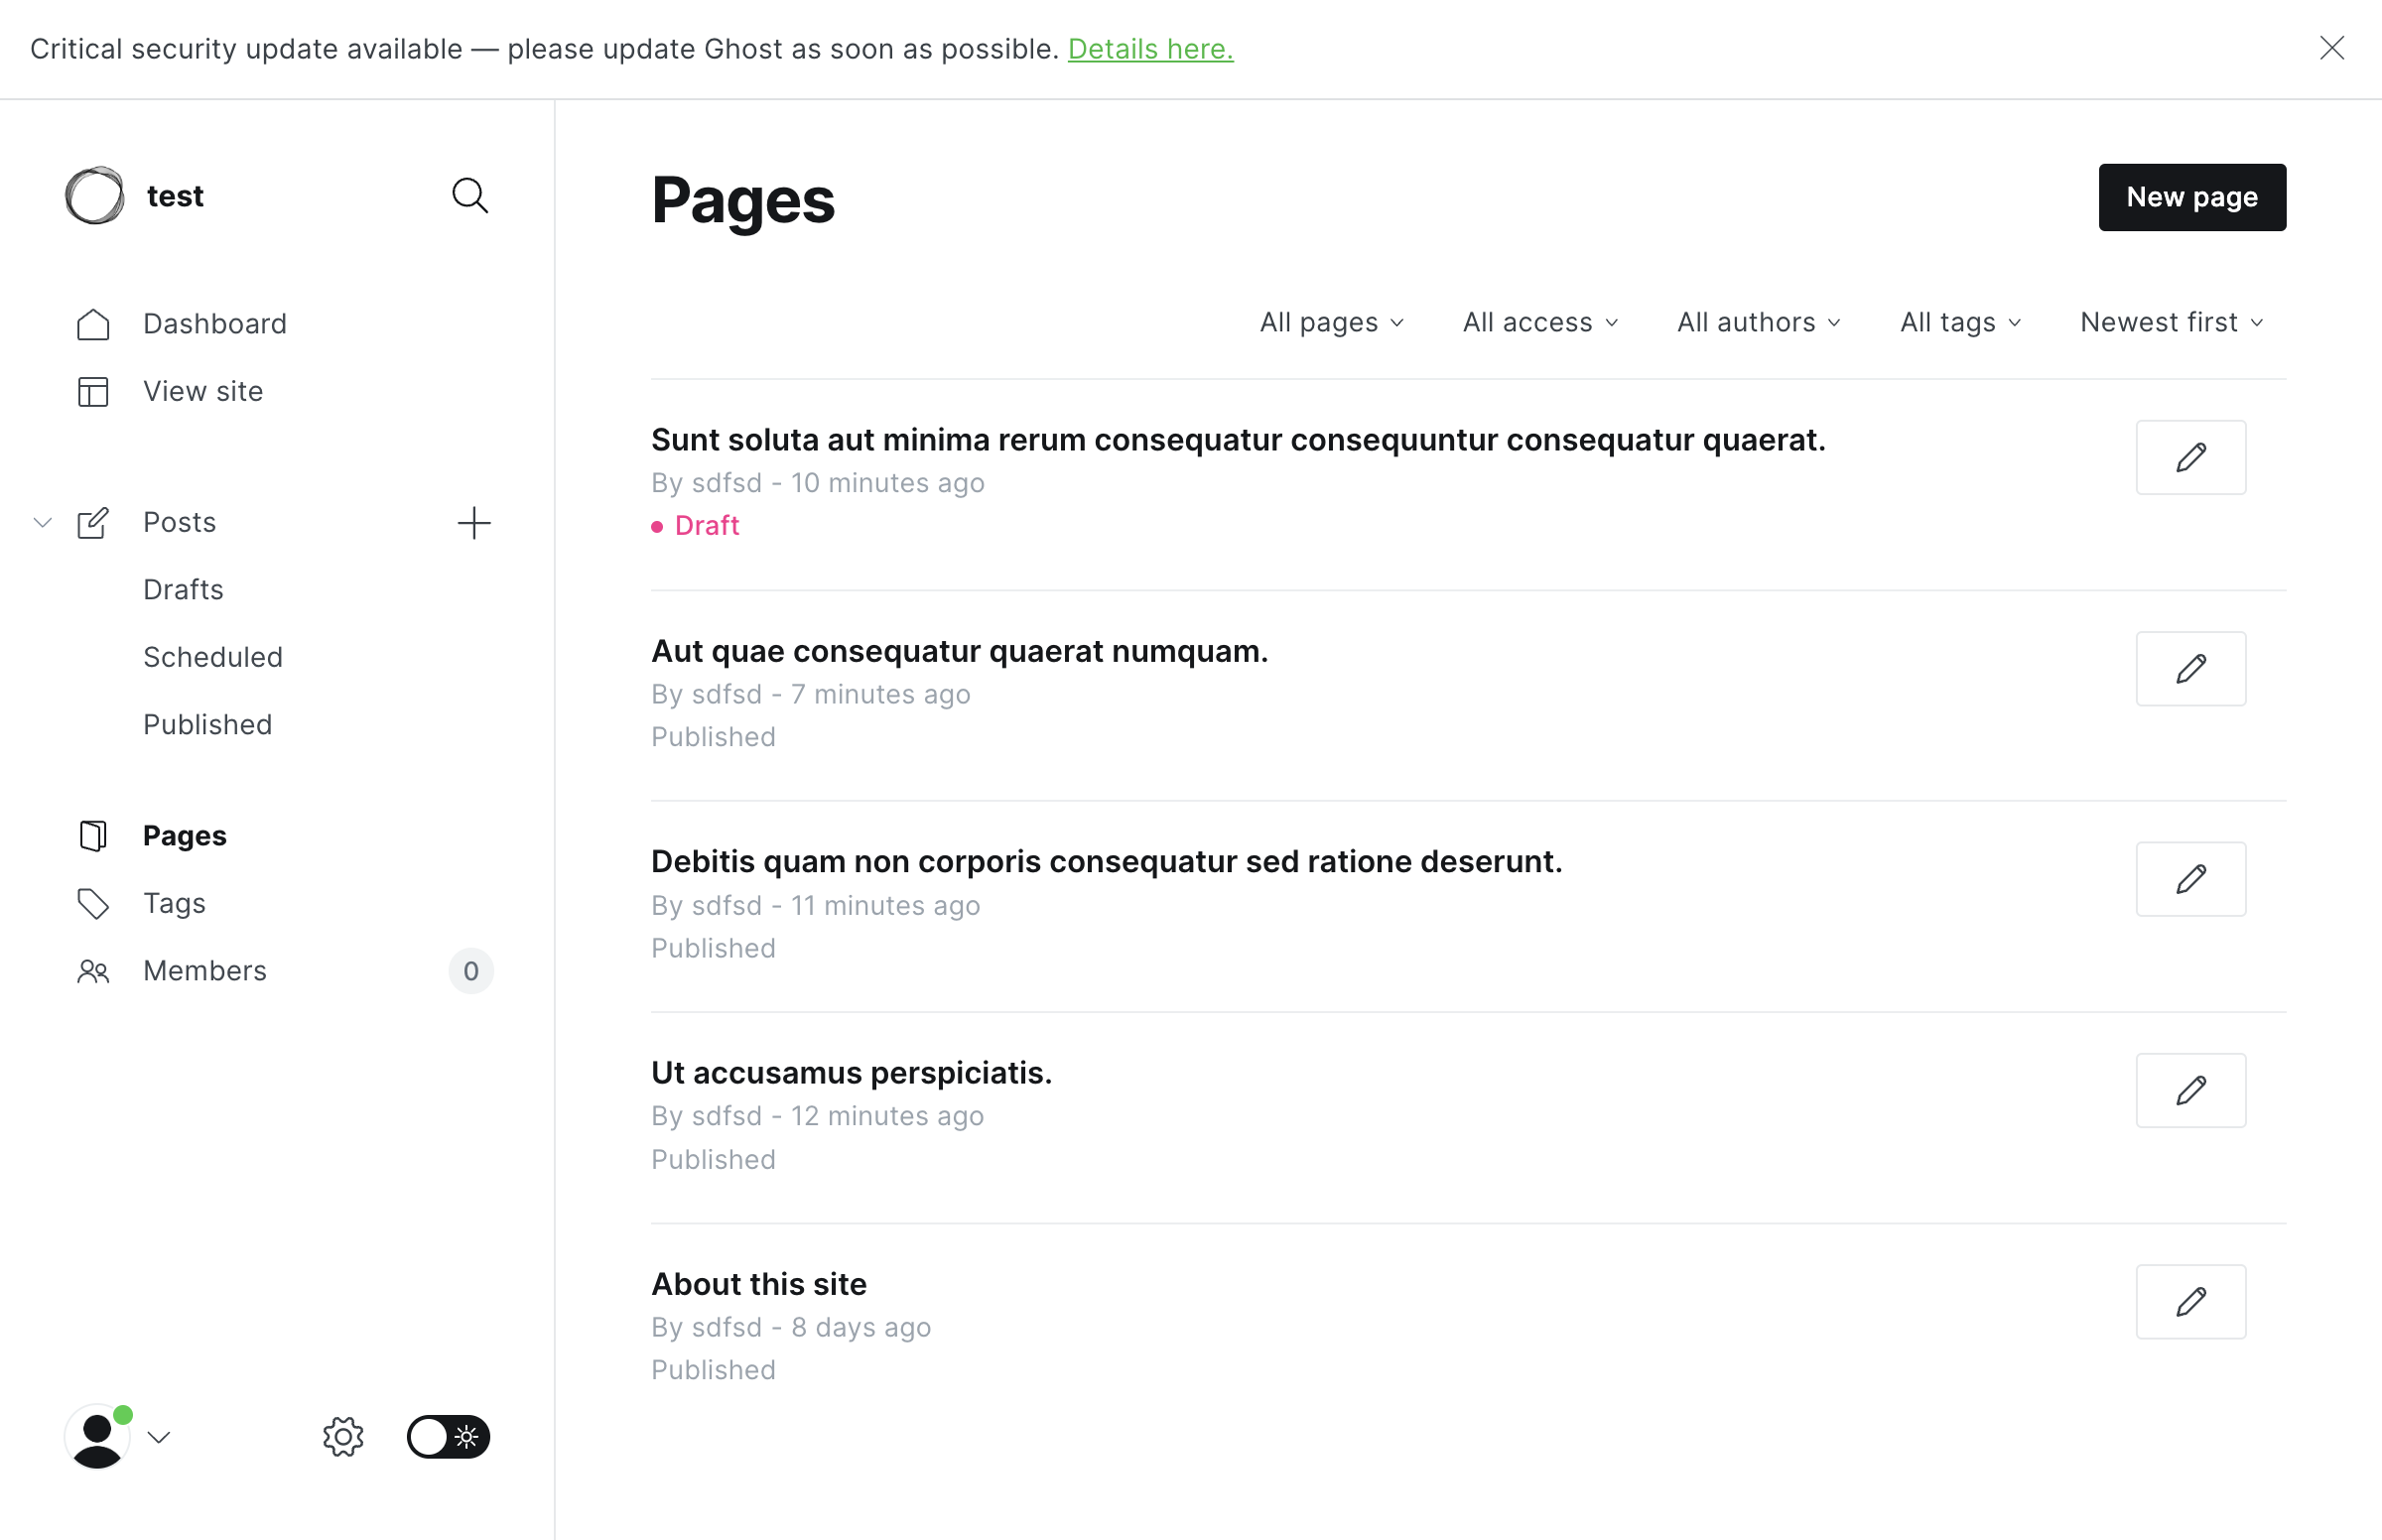 Critical security update available — please update Ghost as soon as possible. Details here.
test
Dashboard
View site
Posts
Drafts
Scheduled
Published
Pages
Tags
Members
0
Pages
New page
All pages
All access
All authors
All tags
Newest first
Sunt soluta aut minima rerum consequatur consequuntur consequatur quaerat.
By sdfsd - 10 minutes ago
Draft
Aut quae consequatur quaerat numquam.
By sdfsd - 7 minutes ago
Published
Debitis quam non corporis consequatur sed ratione deserunt.
By sdfsd - 11 minutes ago
Published
Ut accusamus perspiciatis.
By sdfsd - 12 minutes ago
Published
About this site
By sdfsd - 8 days ago
Published